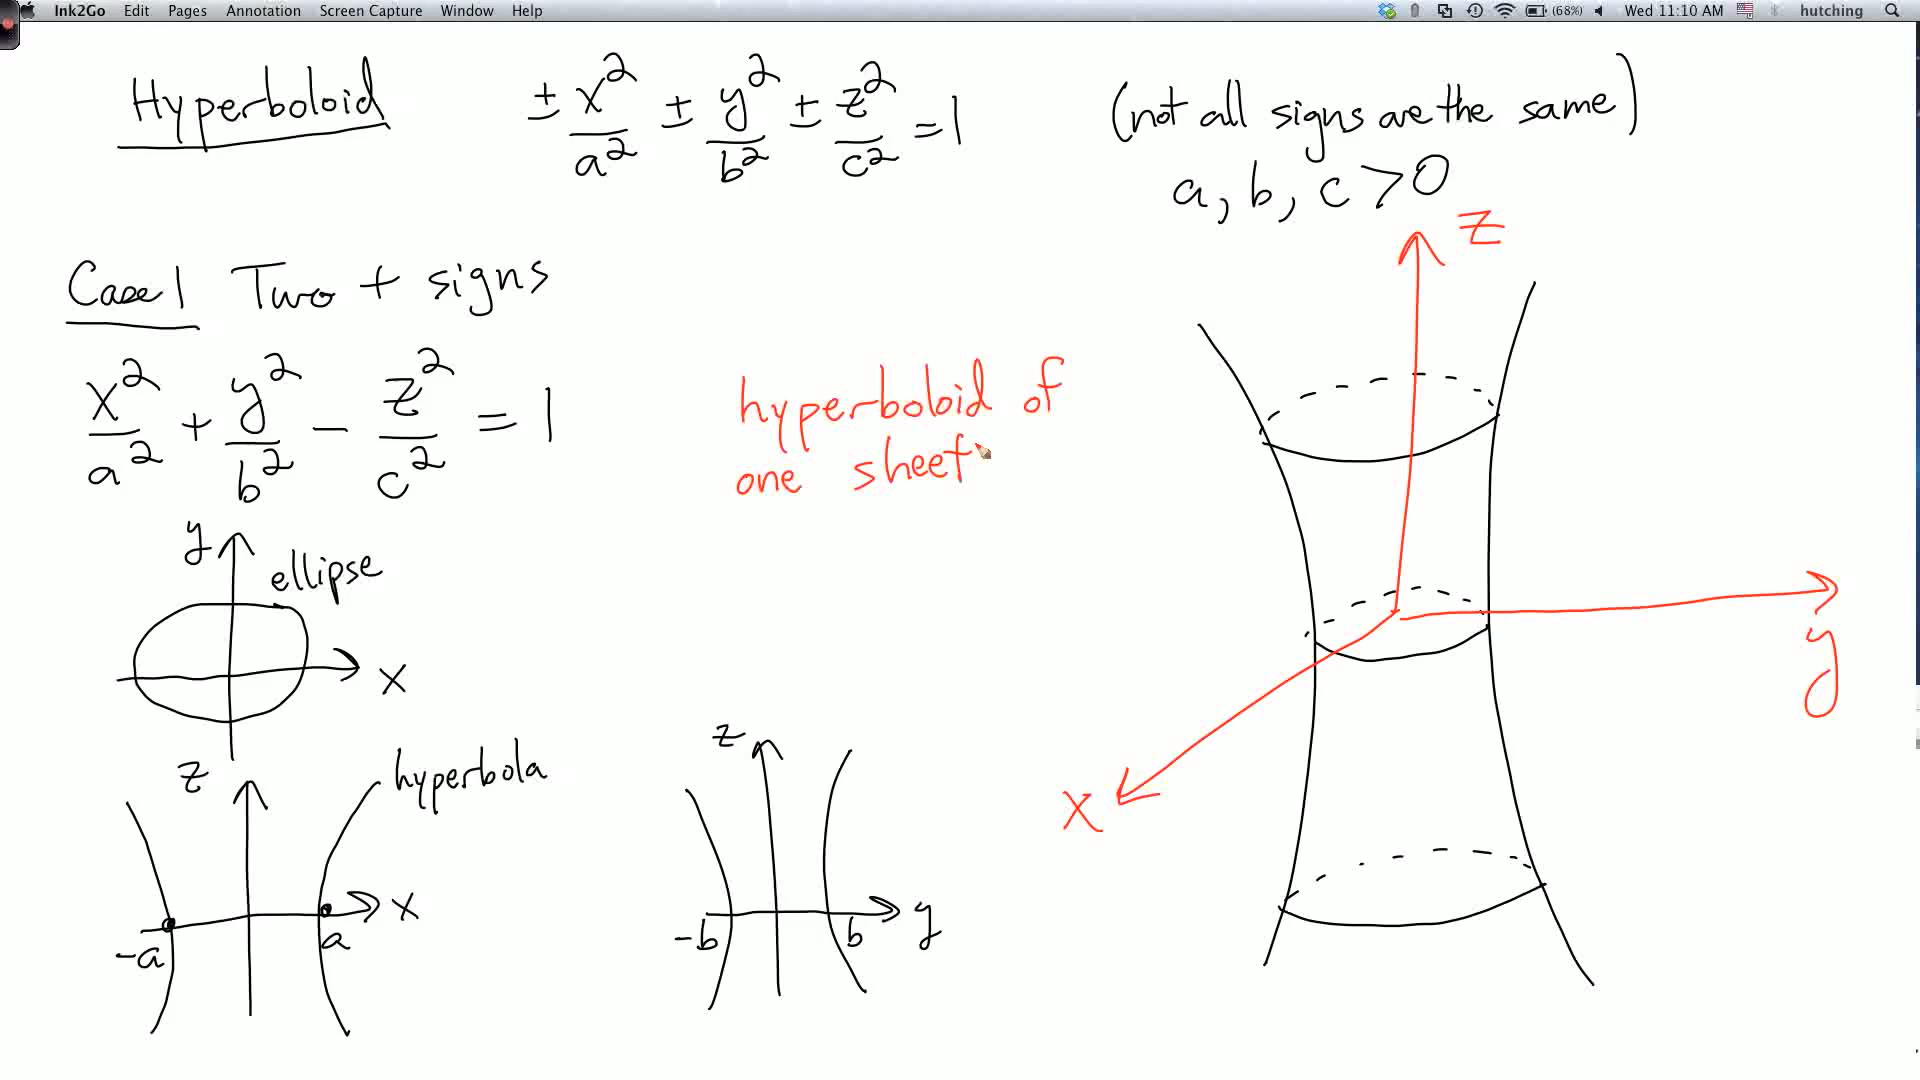 Ink2Go Edit Pages Annotation Screen Capture Window Help (68%) Wed 11:10 AM hutching
Hyperboloid ± x²/a² ± y²/b² ± z²/c² = 1 (not all signs are the same)
a, b, c > 0
Case 1 Two + signs
x²/a² + y²/b² - z²/c² = 1
hyperboloid of
one sheet
y
ellipse
x
z
hyperbola
x
-a
a
z
-b
b
y
z
y
x